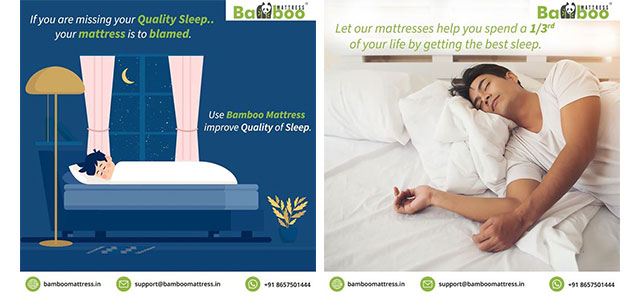 If you are missing your Quality Sleep..
your mattress is to blamed.
MATTRESS
Bamboo
Use Bamboo Mattress
improve Quality of Sleep.
bamboomattress.in
support@bamboomattress.in
+91 8657501444
MATTRESS
Bamboo
Let our mattresses help you spend a 1/3rd
of your life by getting the best sleep.
bamboomattress.in
support@bamboomattress.in
+91 8657501444